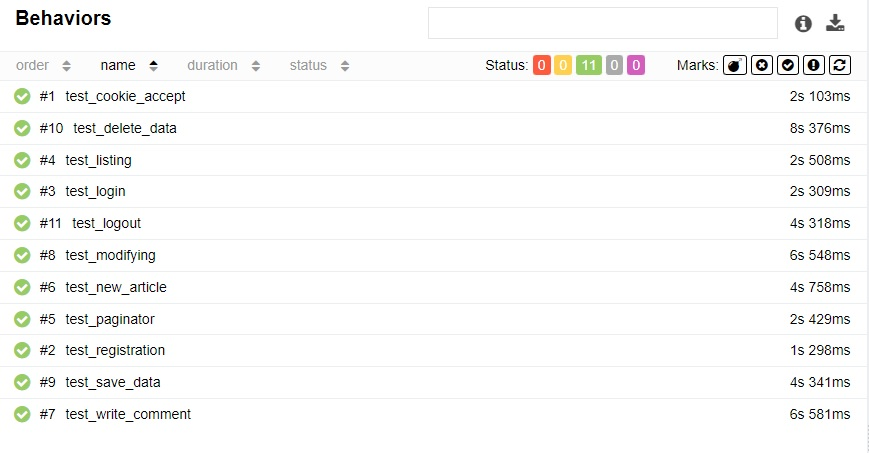 Behaviors
order name duration status Status: 0 0 11 0 0 Marks:
#1 test_cookie_accept 2s 103ms
#10 test_delete_data 8s 376ms
#4 test_listing 2s 508ms
#3 test_login 2s 309ms
#11 test_logout 4s 318ms
#8 test_modifying 6s 548ms
#6 test_new_article 4s 758ms
#5 test_paginator 2s 429ms
#2 test_registration 1s 298ms
#9 test_save_data 4s 341ms
#7 test_write_comment 6s 581ms